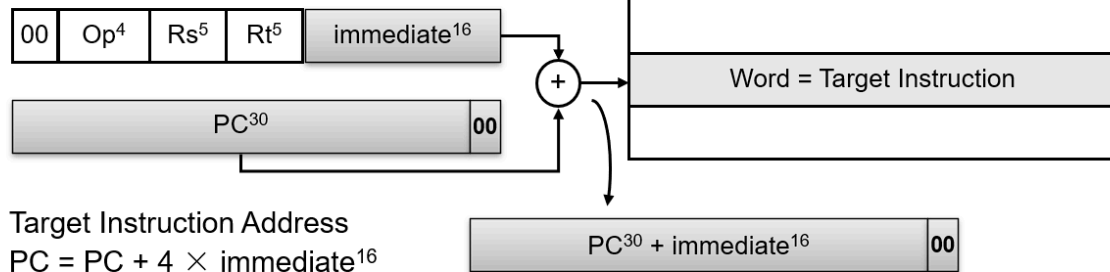 00 Op⁴ Rs⁵ Rt⁵ immediate¹⁶
+
Word = Target Instruction
PC³⁰ 00
Target Instruction Address
PC = PC + 4 × immediate¹⁶
PC³⁰ + immediate¹⁶ 00